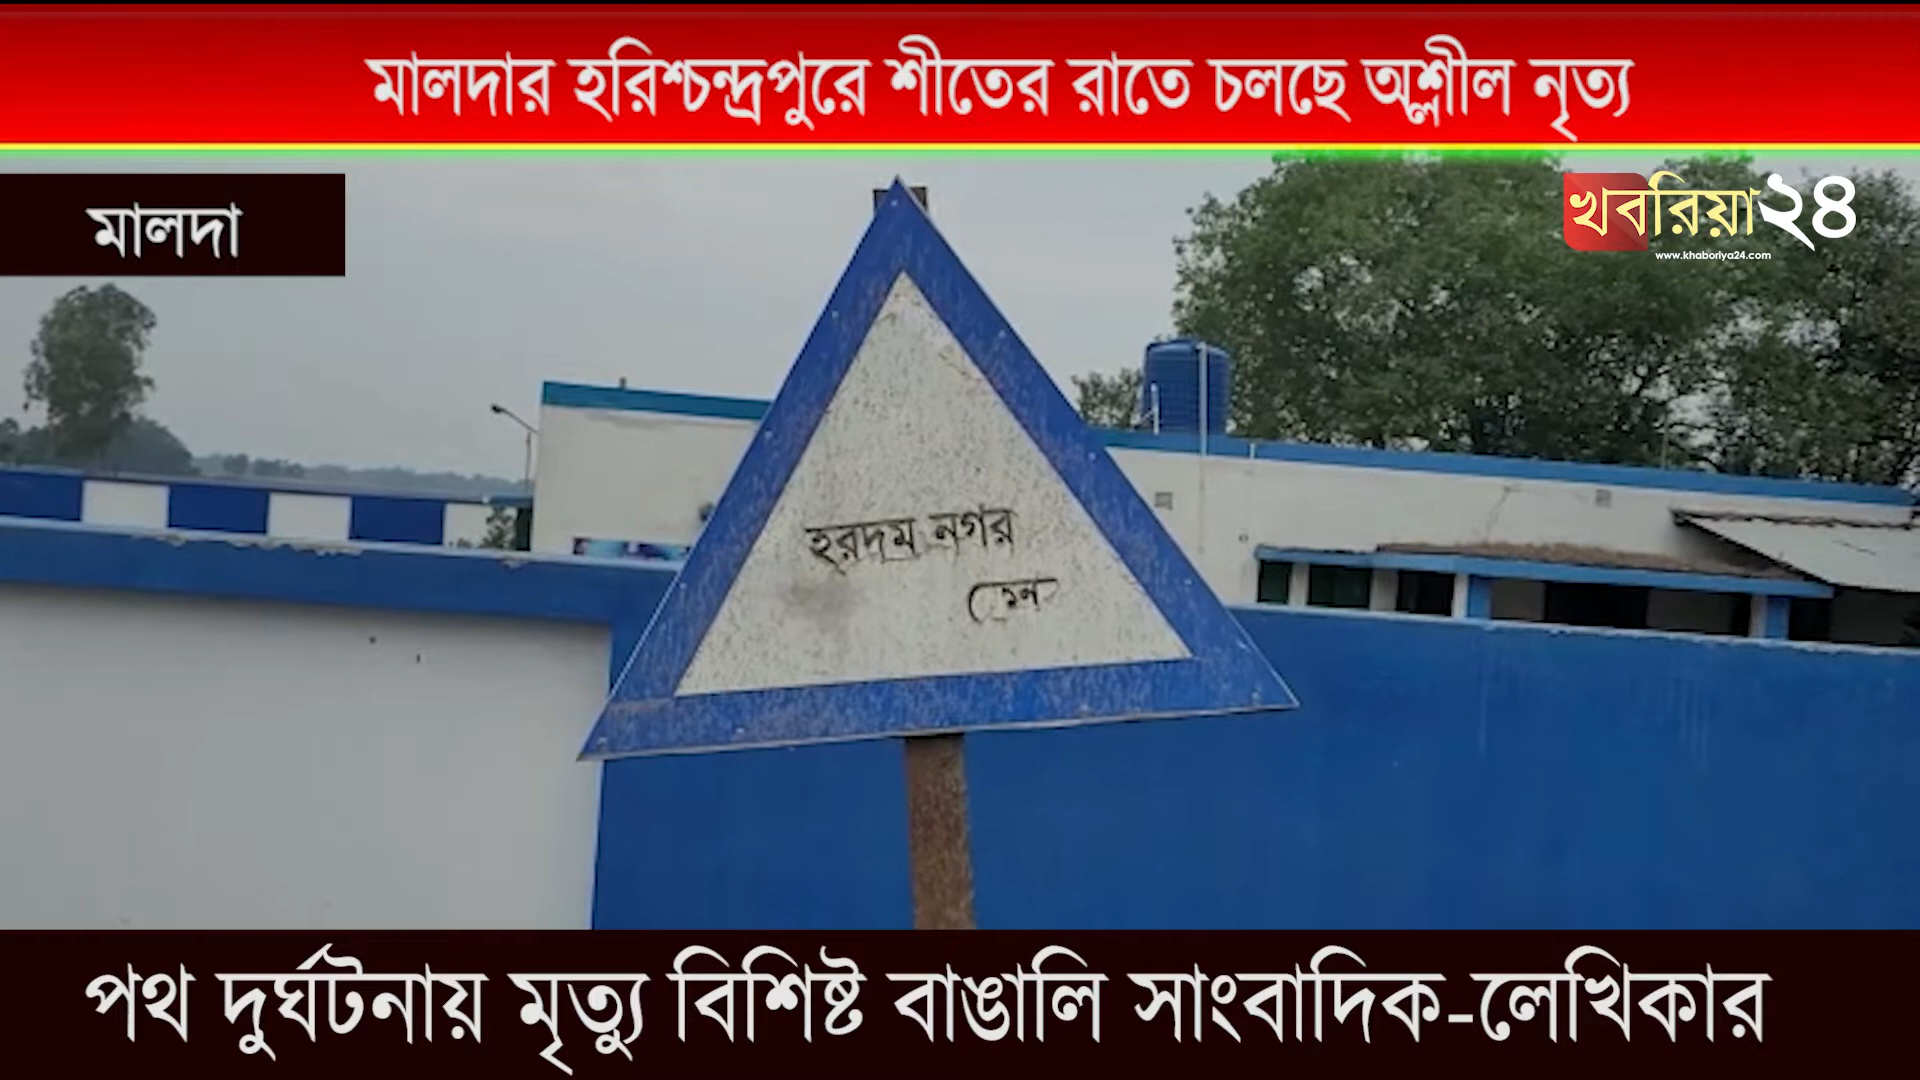 মালদার হরিশ্চন্দ্রপুরে শীতের রাতে চলছে অশ্লীল নৃত্য
মালদা
খবরিয়া২৪
www.khaboriya24.com
হরদম নগর
পথ দুর্ঘটনায় মৃত্যু বিশিষ্ট বাঙালি সাংবাদিক-লেখিকার